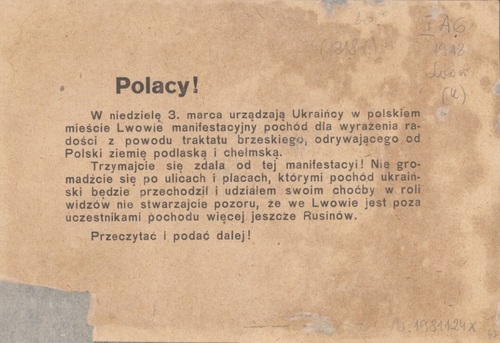 I A6
1918
(k)
Polacy!
W niedzielę 3. marca urządzają Ukraińcy w polskiem
mieście Lwowie manifestacyjny pochód dla wyrażenia ra-
dości z powodu traktatu brzeskiego, odrywającego od
Polski ziemię podlaską i chełmską.
Trzymajcie się zdala od tej manifestacyi! Nie gro-
madźcie się po ulicach i placach, którymi pochód ukraiń-
ski będzie przechodził i udziałem swoim choćby w roli
widzów nie stwarzajcie pozoru, że we Lwowie jest poza
uczestnikami pochodu więcej jeszcze Rusinów.
Przeczytać i podać dalej!